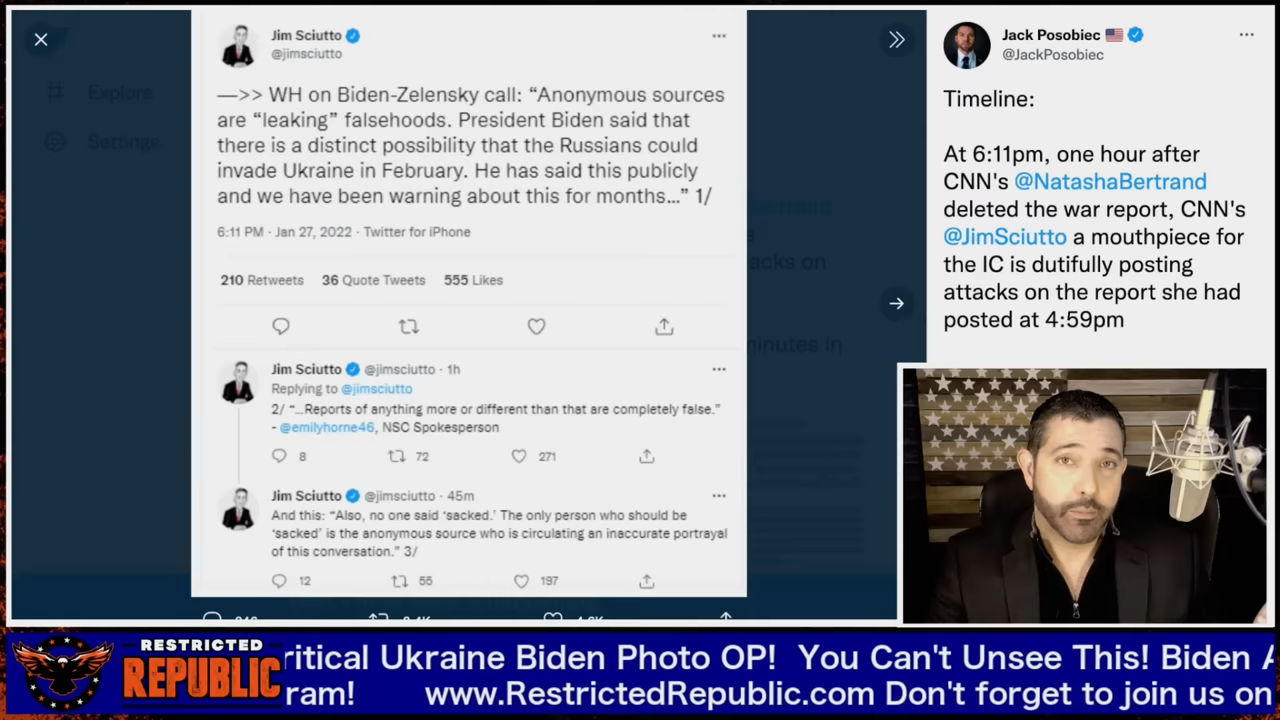 Jim Sciutto
@jimsciutto
—>> WH on Biden-Zelensky call: “Anonymous sources
are “leaking” falsehoods. President Biden said that
there is a distinct possibility that the Russians could
invade Ukraine in February. He has said this publicly
and we have been warning about this for months...” 1/
6:11 PM · Jan 27, 2022 · Twitter for iPhone
210 Retweets 36 Quote Tweets 555 Likes
Jim Sciutto @jimsciutto · 1h
Replying to @jimsciutto
2/ “...Reports of anything more or different than that are completely false.”
- @emilyhorne46, NSC Spokesperson
8 72 271
Jim Sciutto @jimsciutto · 45m
And this: “Also, no one said ‘sacked.’ The only person who should be
‘sacked’ is the anonymous source who is circulating an inaccurate portrayal
of this conversation.” 3/
12 55 197
Explore
Settings
acks on
minutes in
Jack Posobiec
@JackPosobiec
Timeline:
At 6:11pm, one hour after
CNN's @NatashaBertrand
deleted the war report, CNN's
@JimSciutto a mouthpiece for
the IC is dutifully posting
attacks on the report she had
posted at 4:59pm
RESTRICTED
REPUBLIC
ritical Ukraine Biden Photo OP! You Can't Unsee This! Biden A
ram! www.RestrictedRepublic.com Don't forget to join us on